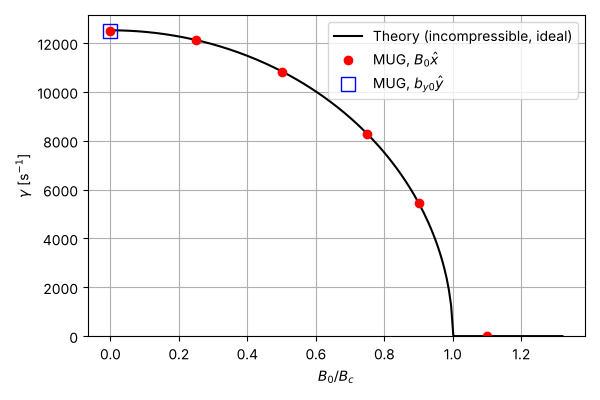 12000
10000
8000
6000
4000
2000
0
γ [s⁻¹]
0.0 0.2 0.4 0.6 0.8 1.0 1.2
B₀/B_c
Theory (incompressible, ideal)
MUG, B₀x̂
MUG, b_y0ŷ